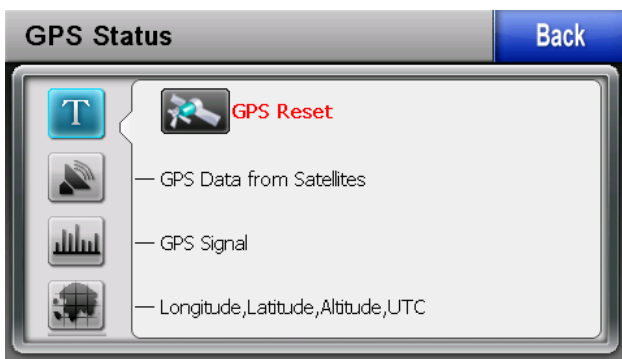 GPS Status
Back
T
GPS Reset
GPS Data from Satellites
GPS Signal
Longitude,Latitude,Altitude,UTC